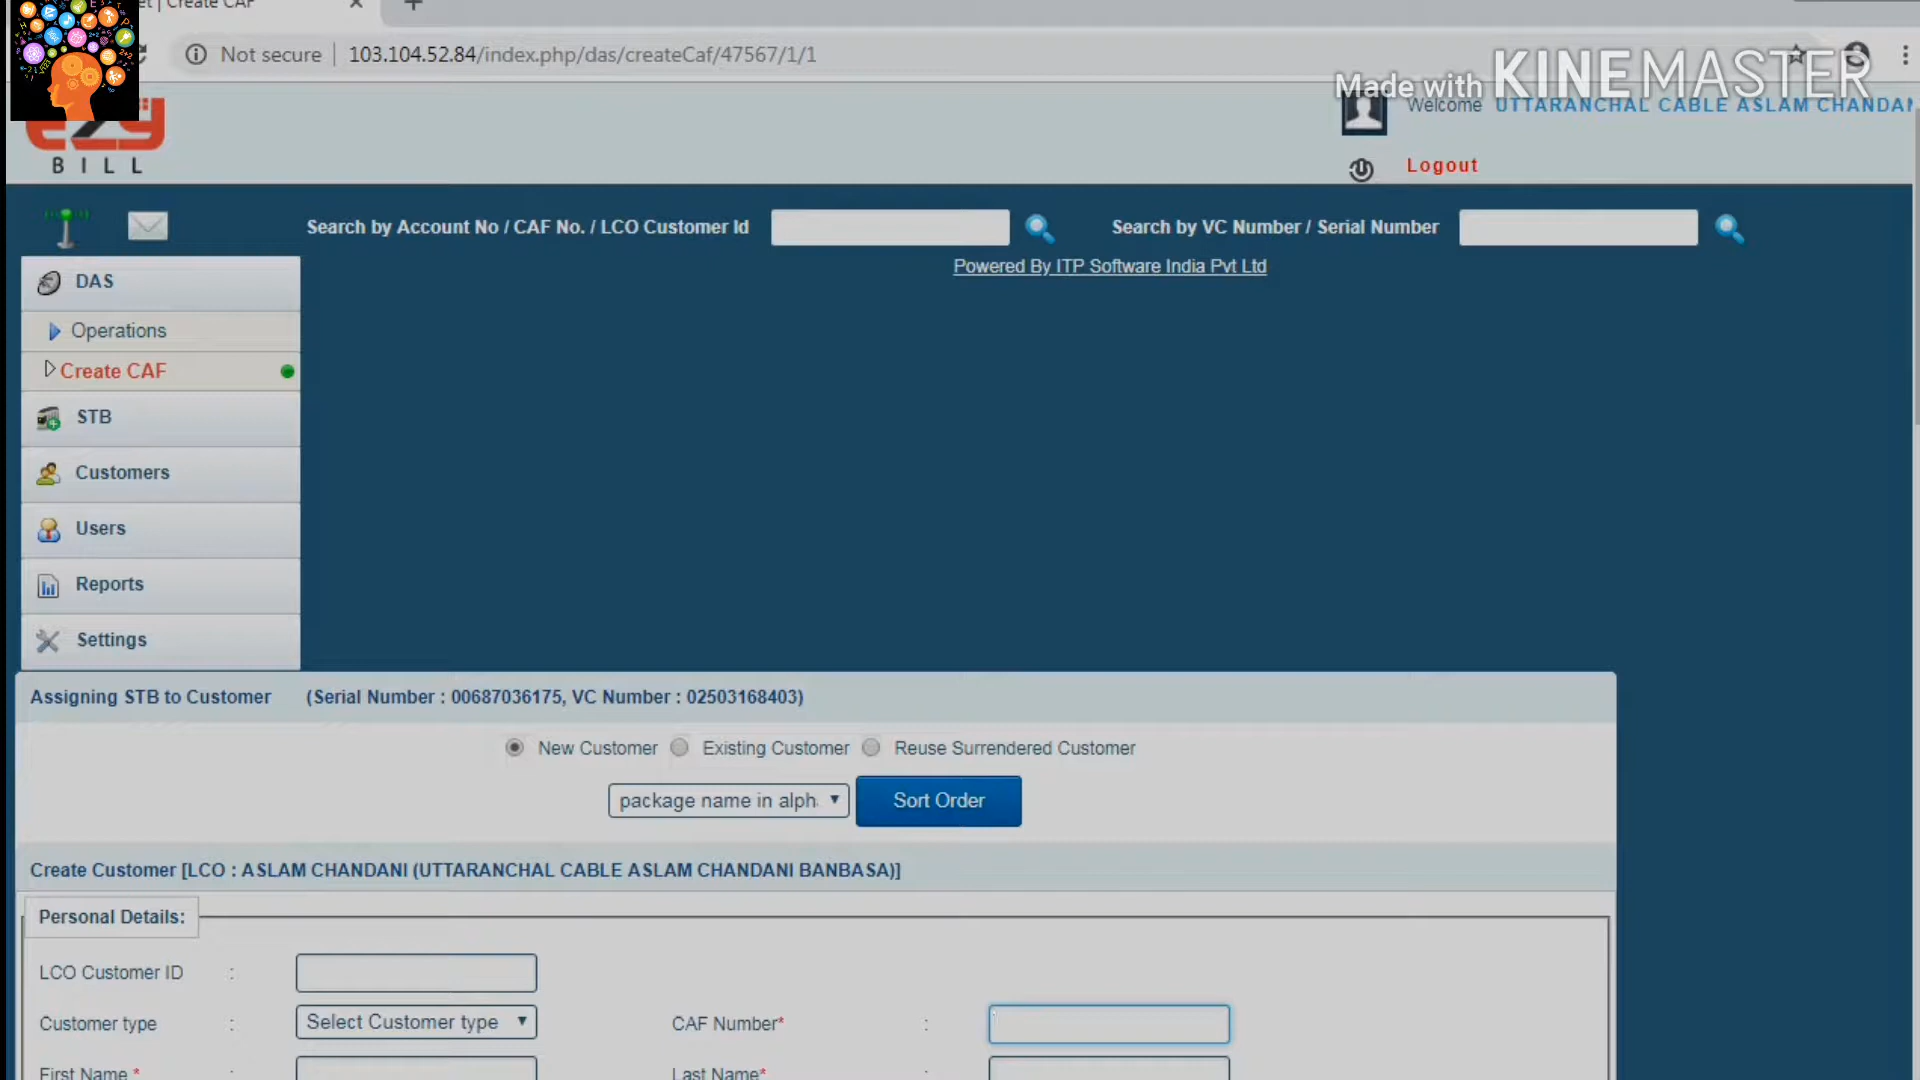 et | Create CAF
Not secure
103.104.52.84/index.php/das/createCaf/47567/1/1
Made with KINEMASTER
Welcome UTTARANCHAL CABLE ASLAM CHANDAN
ezy
BILL
Logout
Search by Account No / CAF No. / LCO Customer Id
Search by VC Number / Serial Number
Powered By ITP Software India Pvt Ltd
DAS
Operations
Create CAF
STB
Customers
Users
Reports
Settings
Assigning STB to Customer (Serial Number : 00687036175, VC Number : 02503168403)
New Customer Existing Customer Reuse Surrendered Customer
package name in alph Sort Order
Create Customer [LCO : ASLAM CHANDANI (UTTARANCHAL CABLE ASLAM CHANDANI BANBASA)]
Personal Details:
LCO Customer ID :
Customer type : Select Customer type CAF Number* :
First Name * : Last Name* :